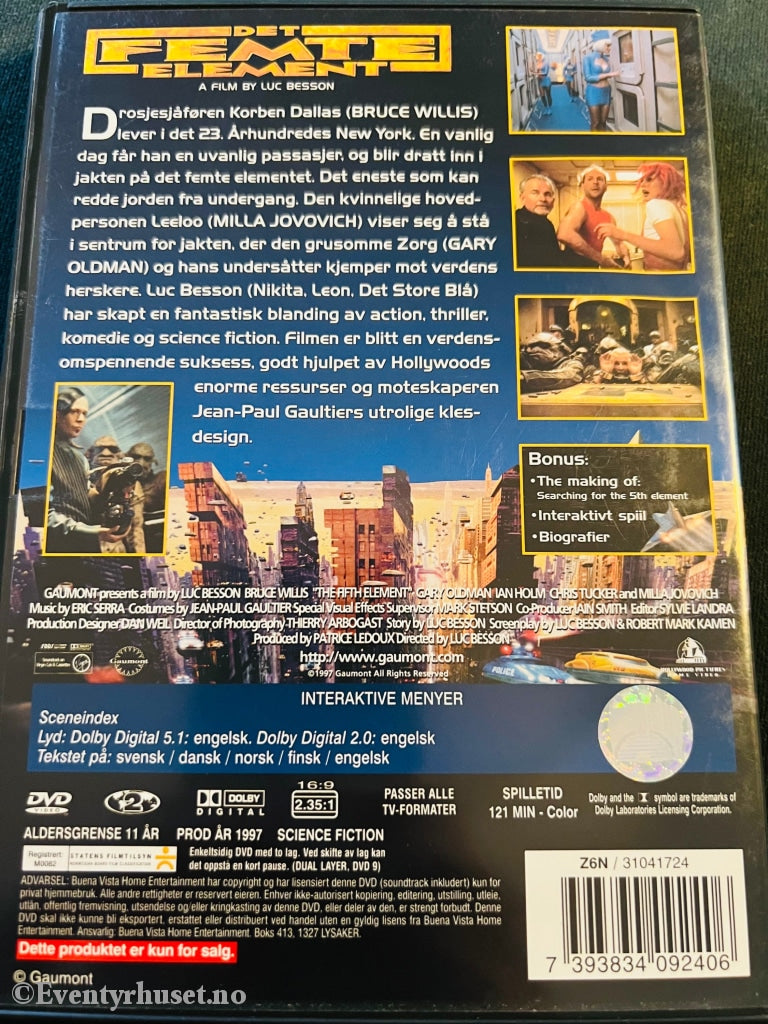 DET
FEMTE
ELEMENT
A FILM BY LUC BESSON
Drosjesjåføren Korben Dallas (BRUCE WILLIS)
lever i det 23. Århundredes New York. En vanlig
dag får han en uvanlig passasjer, og blir dratt inn i
jakten på det femte elementet. Det eneste som kan
redde jorden fra undergang. Den kvinnelige hoved-
personen Leeloo (MILLA JOVOVICH) viser seg å stå
i sentrum for jakten, der den grusomme Zorg (GARY
OLDMAN) og hans undersåtter kjemper mot verdens
herskere. Luc Besson (Nikita, Leon, Det Store Blå)
har skapt en fantastisk blanding av action, thriller,
komedie og science fiction. Filmen er blitt en verdens-
omspennende suksess, godt hjulpet av Hollywoods
enorme ressurser og moteskaperen
Jean-Paul Gaultiers utrolige kles-
design.
Bonus:
• The making of:
Searching for the 5th element
• Interaktivt spiil
• Biografier
GAUMONT presents a film by LUC BESSON BRUCE WILLIS "THE FIFTH ELEMENT" GARY OLDMAN IAN HOLM CHRIS TUCKER and MILLA JOVOVICH
Music by ERIC SERRA Costumes by JEAN-PAUL GAULTIER Special Visual Effects Supervisor MARK STETSON Co-Producer IAIN SMITH Editor SYLVIE LANDRA
Production Designer DAN WEIL Director of Photography THIERRY ARBOGAST Story by LUC BESSON Screenplay by LUC BESSON & ROBERT MARK KAMEN
Produced by PATRICE LEDOUX Directed by LUC BESSON
http://www.gaumont.com
©1997 Gaumont All Rights Reserved
Gaumont
HOLLYWOOD PICTURES
HOME VIDEO
POLICE
INTERAKTIVE MENYER
Sceneindex
Lyd: Dolby Digital 5.1: engelsk. Dolby Digital 2.0: engelsk
Tekstet på: svensk / dansk / norsk / finsk / engelsk
DVD
VIDEO
2
DOLBY
DIGITAL
16:9
2.35:1
PASSER ALLE
TV-FORMATER
SPILLETID
121 MIN - Color
Dolby and the symbol are trademarks of
Dolby Laboratories Licensing Corporation.
ALDERSGRENSE 11 ÅR PROD ÅR 1997 SCIENCE FICTION
Registrert:
M0062
STATENS FILMTILSYN
Enkeltsidig DVD med to lag. Ved skifte av lag kan
det oppstå en kort pause. (DUAL LAYER, DVD 9)
ADVARSEL: Buena Vista Home Entertainment har copyright og har lisensiert denne DVD (soundtrack inkludert) kun for
privat hjemmebruk. Alle andre rettigheter er reservert eieren. Enhver ikke-autorisert kopiering, editering, utstilling, utleie,
utlån, offentlig fremvisning, utsendelse og/eller kringkasting av denne DVD, eller deler av den, er strengt forbudt. Denne
DVD skal ikke kunne bli eksportert, erstattet eller distribuert ved handel uten en gyldig lisens fra Buena Vista Home
Entertainment. Ansvarlig: Buena Vista Home Entertainment. Boks 413, 1327 LYSAKER.
Dette produktet er kun for salg.
© Gaumont
Z6N / 31041724
7 393834 092406
©Eventyrhuset.no